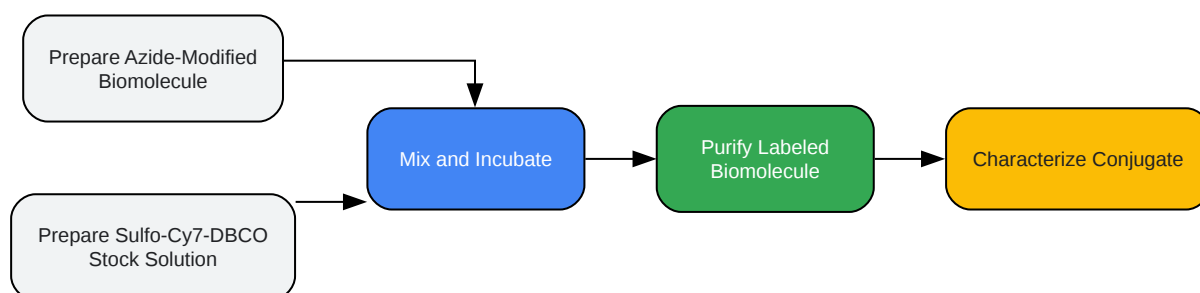 Prepare Azide-Modified
Biomolecule
Prepare Sulfo-Cy7-DBCO
Stock Solution
Mix and Incubate
Purify Labeled
Biomolecule
Characterize Conjugate